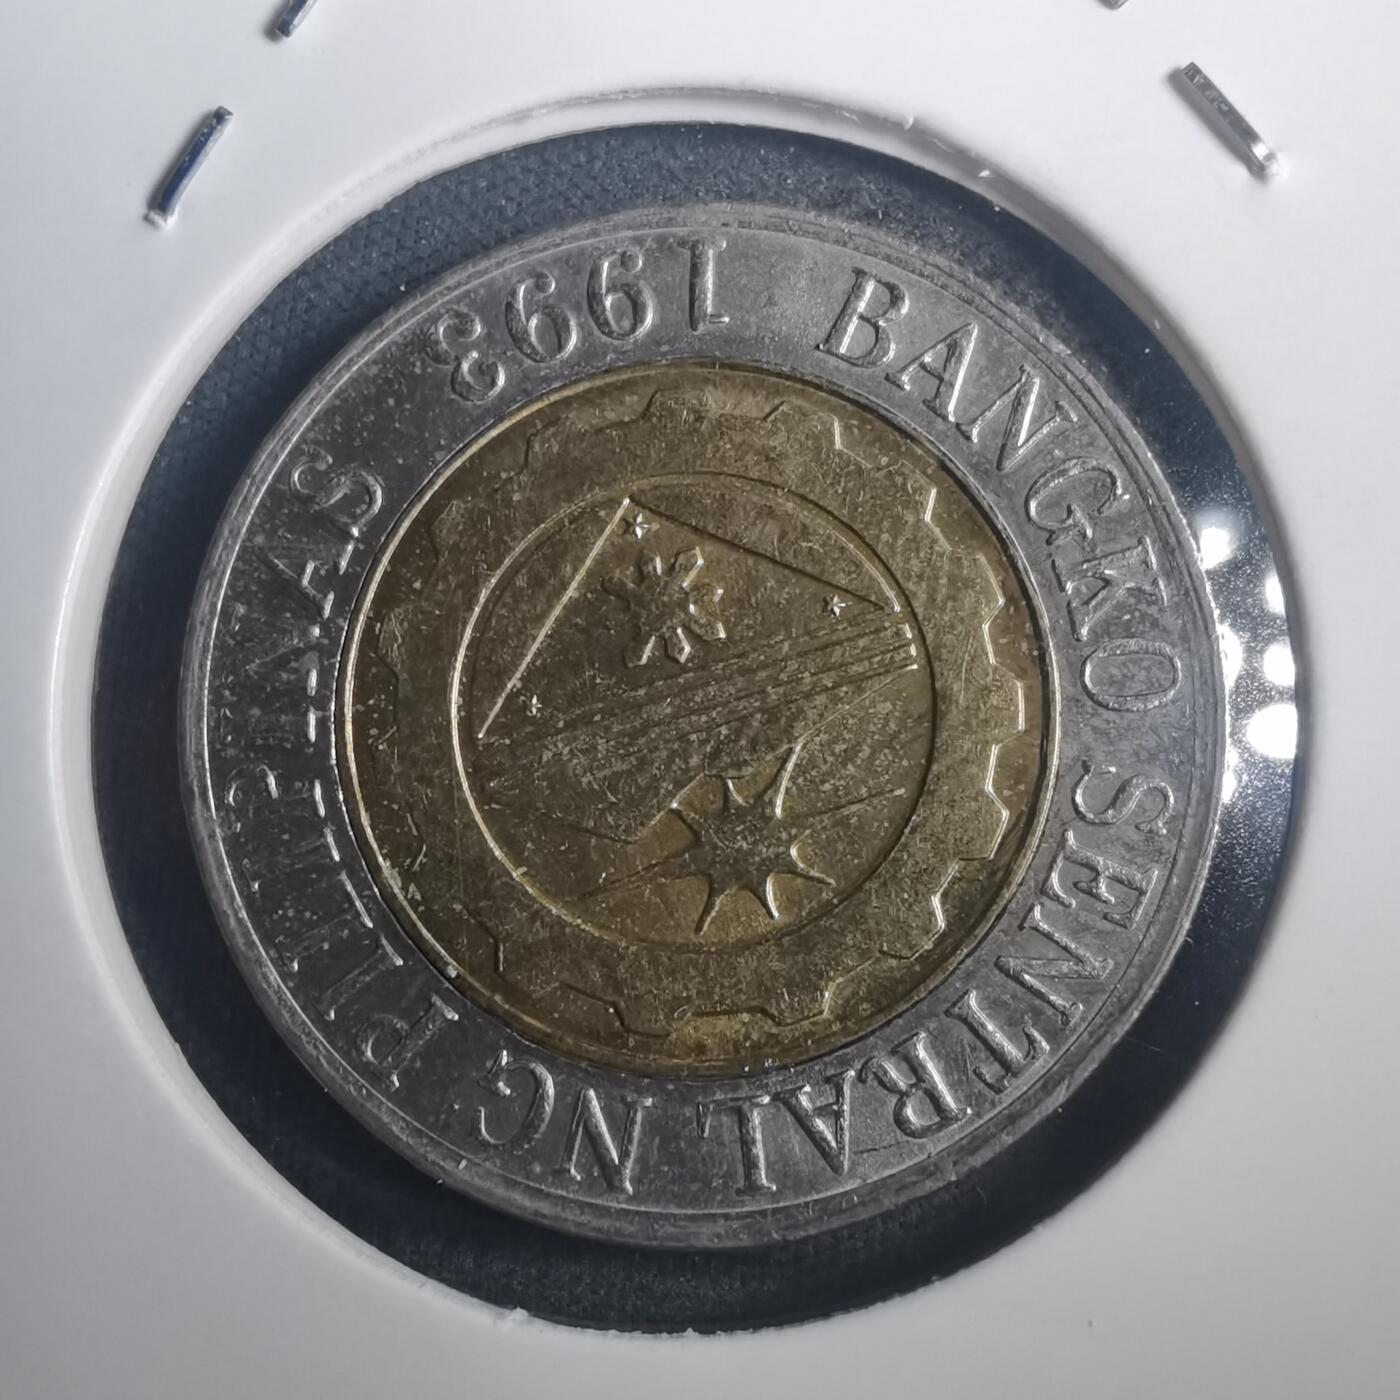 BANGKO SENTRAL NG PILIPINAS
1993